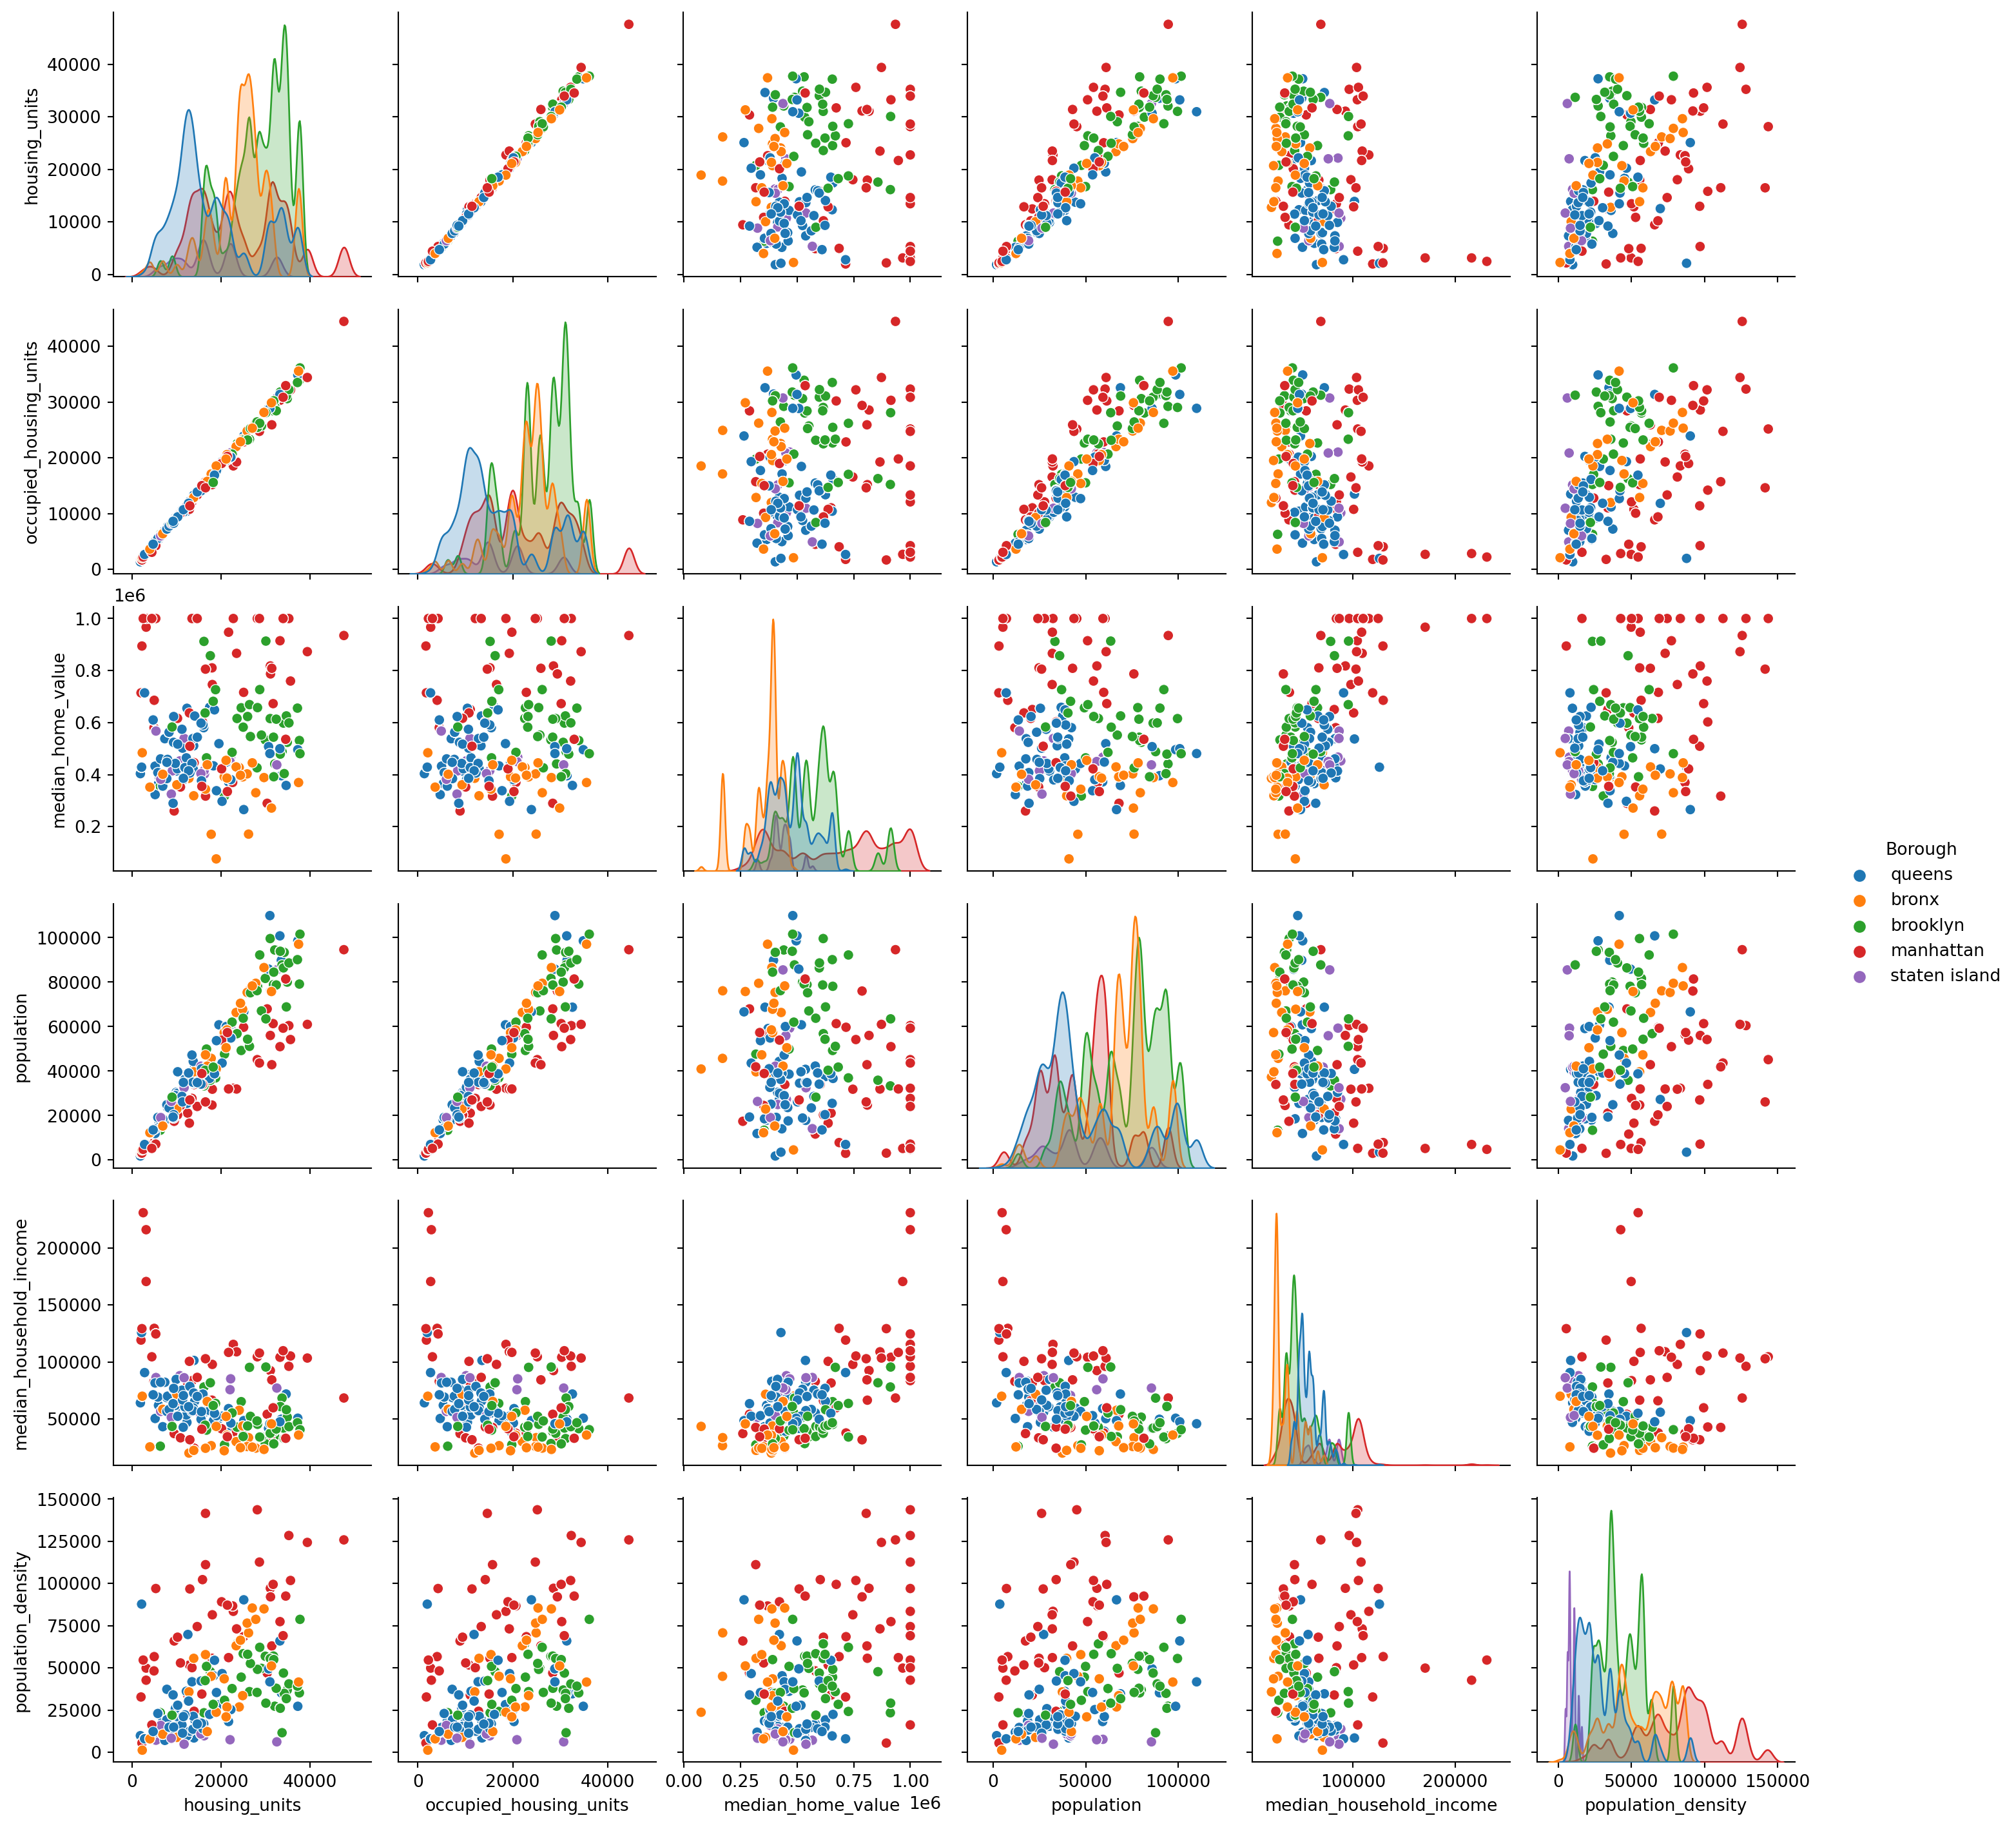 40000
30000
20000
10000
0
housing_units
40000
30000
20000
10000
0
occupied_housing_units
1e6
1.0
0.8
0.6
0.4
0.2
median_home_value
Borough
queens
bronx
brooklyn
manhattan
staten island
100000
80000
60000
40000
20000
0
population
200000
150000
100000
50000
median_household_income
150000
125000
100000
75000
50000
25000
0
population_density
0 20000 40000
housing_units
0 20000 40000
occupied_housing_units
0.00 0.25 0.50 0.75 1.00
median_home_value 1e6
0 50000 100000
population
100000 200000
median_household_income
0 50000 100000 150000
population_density